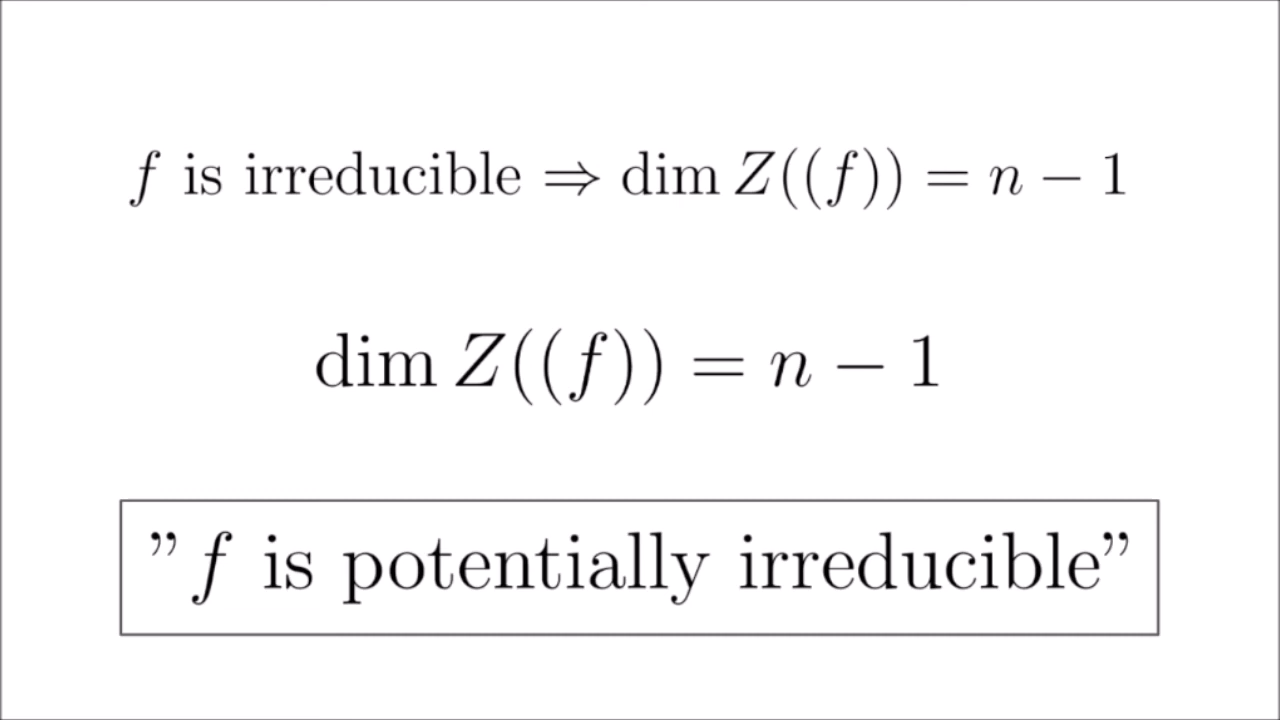 f is irreducible ⇒ dim Z((f)) = n − 1
dim Z((f)) = n − 1
”f is potentially irreducible”